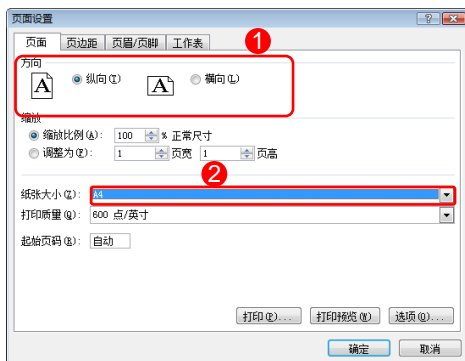 页面设置
页面 页边距 页眉/页脚 工作表
1
方向
A 纵向(T) A 横向(L)
缩放
缩放比例(A): 100 % 正常尺寸
调整为(F): 1 页宽 1 页高
2
纸张大小(Z): A4
打印质量(Q): 600 点/英寸
起始页码(R): 自动
打印(P)... 打印预览(W) 选项(O)...
确定 取消